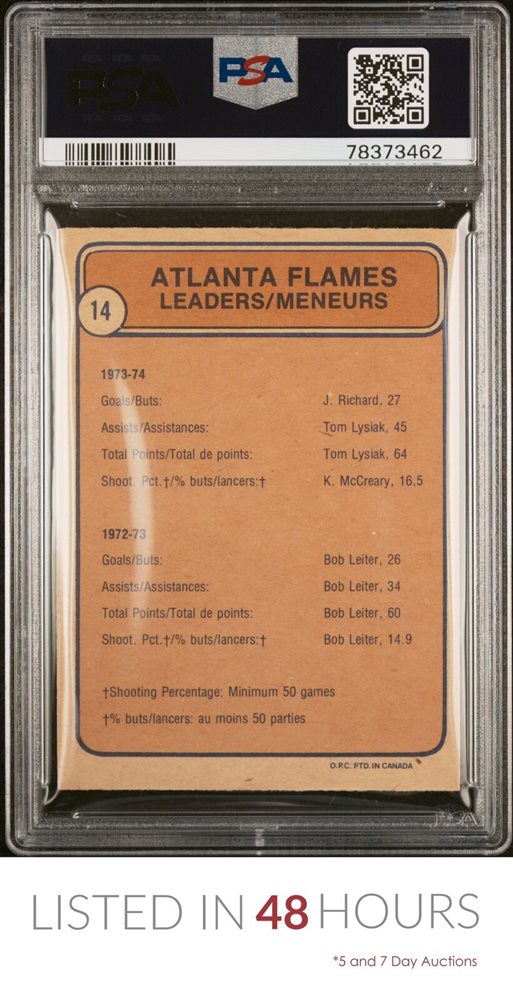 PSA
PSA
78373462
ATLANTA FLAMES
LEADERS/MENEURS
14
1973-74
Goals/Buts: J. Richard, 27
Assists/Assistances: Tom Lysiak, 45
Total Points/Total de points: Tom Lysiak, 64
Shoot. Pct.†/% buts/lancers:† K. McCreary, 16.5
1972-73
Goals/Buts: Bob Leiter, 26
Assists/Assistances: Bob Leiter, 34
Total Points/Total de points: Bob Leiter, 60
Shoot. Pct.†/% buts/lancers:† Bob Leiter, 14.9
†Shooting Percentage: Minimum 50 games
†% buts/lancers: au moins 50 parties
O.P.C. PTD. IN CANADA
PSA
LISTED IN 48 HOURS
*5 and 7 Day Auctions